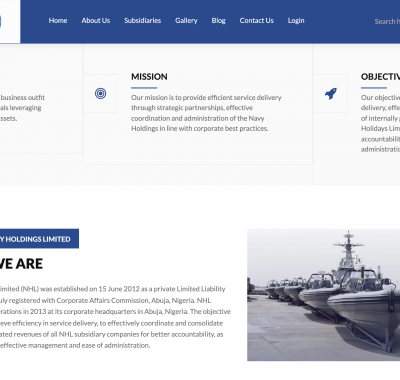 Home About Us Subsidiaries Gallery Blog Contact Us Login Search h
business outfit
als leveraging
ssets.
MISSION
Our mission is to provide efficient service delivery
through strategic partnerships, effective
coordination and administration of the Navy
Holdings in line with corporate best practices.
OBJECTIV
Our objectiv
delivery, effe
of internally g
Holidays Lim
accountabilit
administratio
Y HOLDINGS LIMITED
WE ARE
imited (NHL) was established on 15 June 2012 as a private Limited Liability
uly registered with Corporate Affairs Commission, Abuja, Nigeria. NHL
erations in 2013 at its corporate headquarters in Abuja, Nigeria. The objective
ieve efficiency in service delivery, to effectively coordinate and consolidate
ated revenues of all NHL subsidiary companies for better accountability, as
effective management and ease of administration.